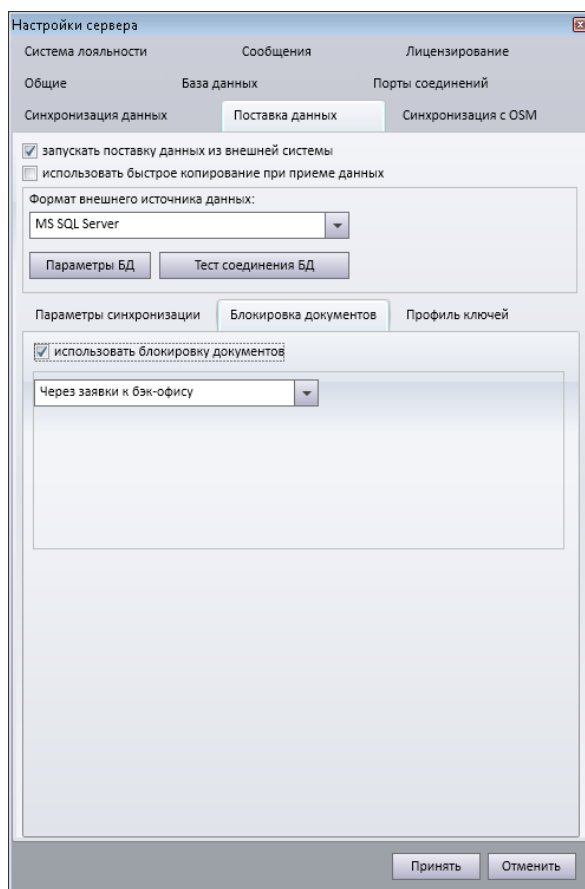 Настройки сервера
Система лояльности Сообщения Лицензирование
Общие База данных Порты соединений
Синхронизация данных Поставка данных Синхронизация с OSM
запускать поставку данных из внешней системы
использовать быстрое копирование при приеме данных
Формат внешнего источника данных:
MS SQL Server
Параметры БД Тест соединения БД
Параметры синхронизации Блокировка документов Профиль ключей
использовать блокировку документов
Через заявки к бэк-офису
Принять Отменить